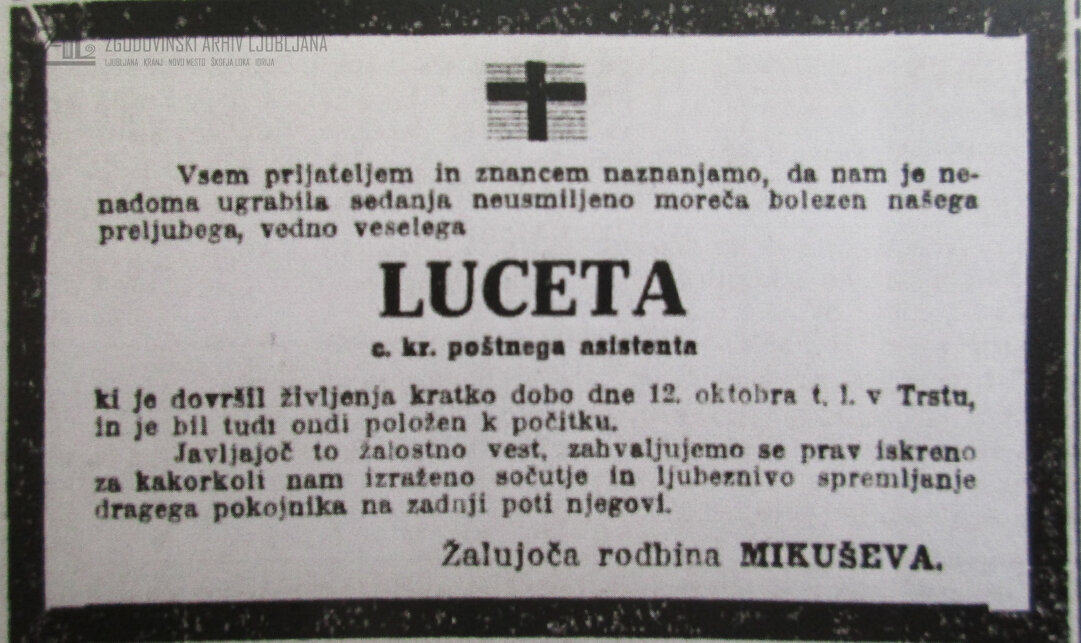 ZGODOVINSKI ARHIV LJUBLJANA
LJUBLJANA KRANJ NOVO MESTO ŠKOFJA LOKA IDRIJA
Vsem prijateljem in znancem naznanjamo, da nam je ne-
nadoma ugrabila sedanja neusmiljeno moreča bolezen našega
preljubega, vedno veselega
LUCETA
c. kr. poštnega asistenta
ki je dovršil življenja kratko dobo dne 12. oktobra t. l. v Trstu,
in je bil tudi ondi položen k počitku.
Javljajoč to žalostno vest, zahvaljujemo se prav iskreno
za kakorkoli nam izraženo sočutje in ljubeznivo spremljanje
dragega pokojnika na zadnji poti njegovi.
Žalujoča rodbina MIKUŠEVA.